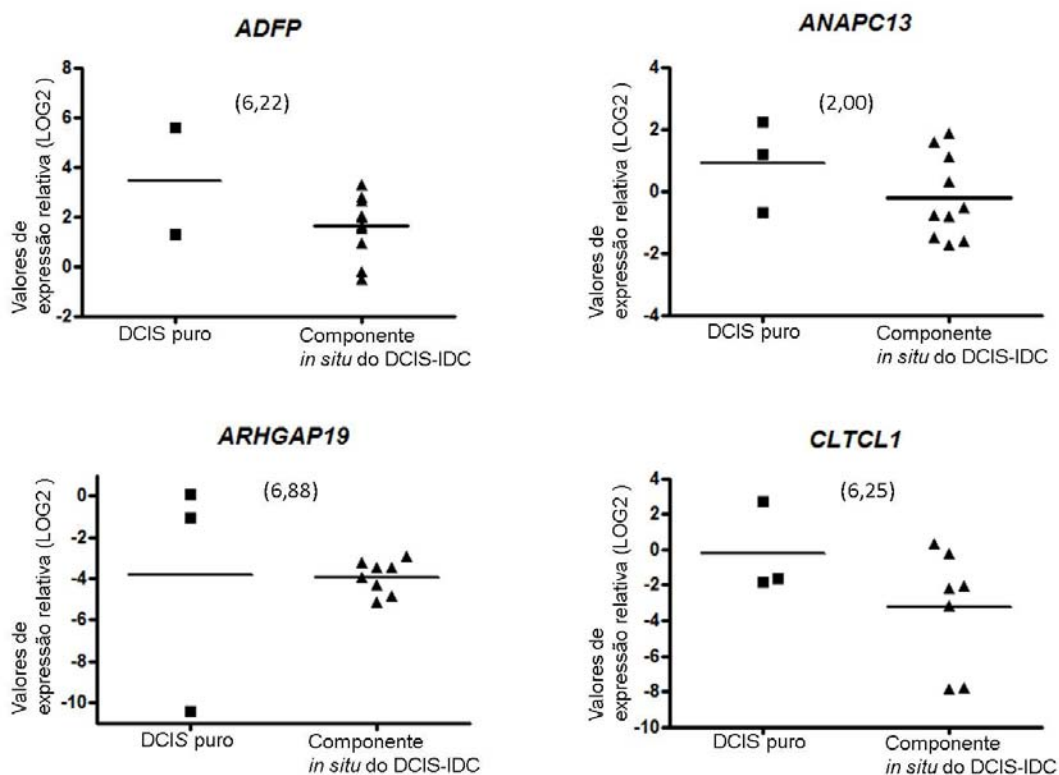 ADFP
Valores de
expressão relativa (LOG2 )
8
6
4
2
0
-2
(6,22)
DCIS puro
Componente
in situ do DCIS-IDC
ANAPC13
Valores de
expressão relativa (LOG2 )
4
2
0
-2
-4
(2,00)
DCIS puro
Componente
in situ do DCIS-IDC
ARHGAP19
Valores de
expressão relativa (LOG2 )
0
-2
-4
-6
-8
-10
(6,88)
DCIS puro
Componente
in situ do DCIS-IDC
CLTCL1
Valores de
expressão relativa (LOG2 )
4
2
0
-2
-4
-6
-8
-10
(6,25)
DCIS puro
Componente
in situ do DCIS-IDC